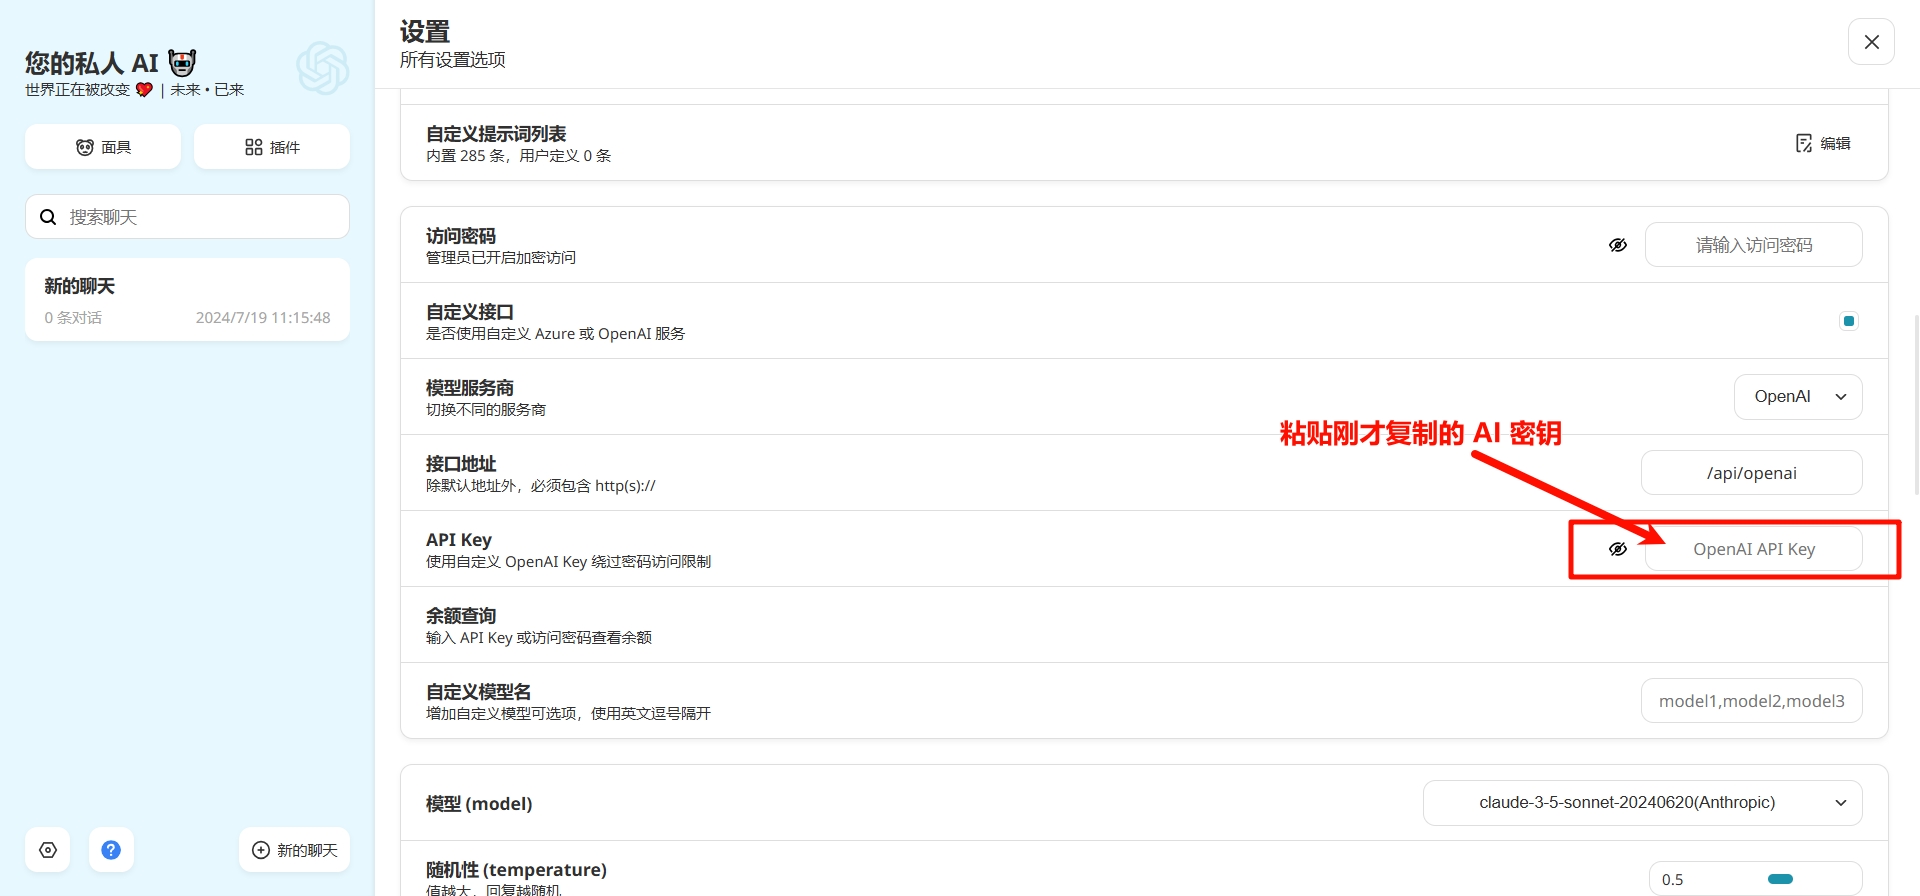 您的私人 AI
世界正在被改变 | 未来 • 已来
面具
插件
搜索聊天
新的聊天
0 条对话
2024/7/19 11:15:48
新的聊天
设置
所有设置选项
自定义提示词列表
内置 285 条，用户定义 0 条
编辑
访问密码
管理员已开启加密访问
请输入访问密码
自定义接口
是否使用自定义 Azure 或 OpenAI 服务
模型服务商
切换不同的服务商
OpenAI
粘贴刚才复制的 AI 密钥
接口地址
除默认地址外，必须包含 http(s)://
/api/openai
API Key
使用自定义 OpenAI Key 绕过密码访问限制
OpenAI API Key
余额查询
输入 API Key 或访问密码查看余额
自定义模型名
增加自定义模型可选项，使用英文逗号隔开
model1,model2,model3
模型 (model)
claude-3-5-sonnet-20240620(Anthropic)
随机性 (temperature)
值越大，回复越随机
0.5